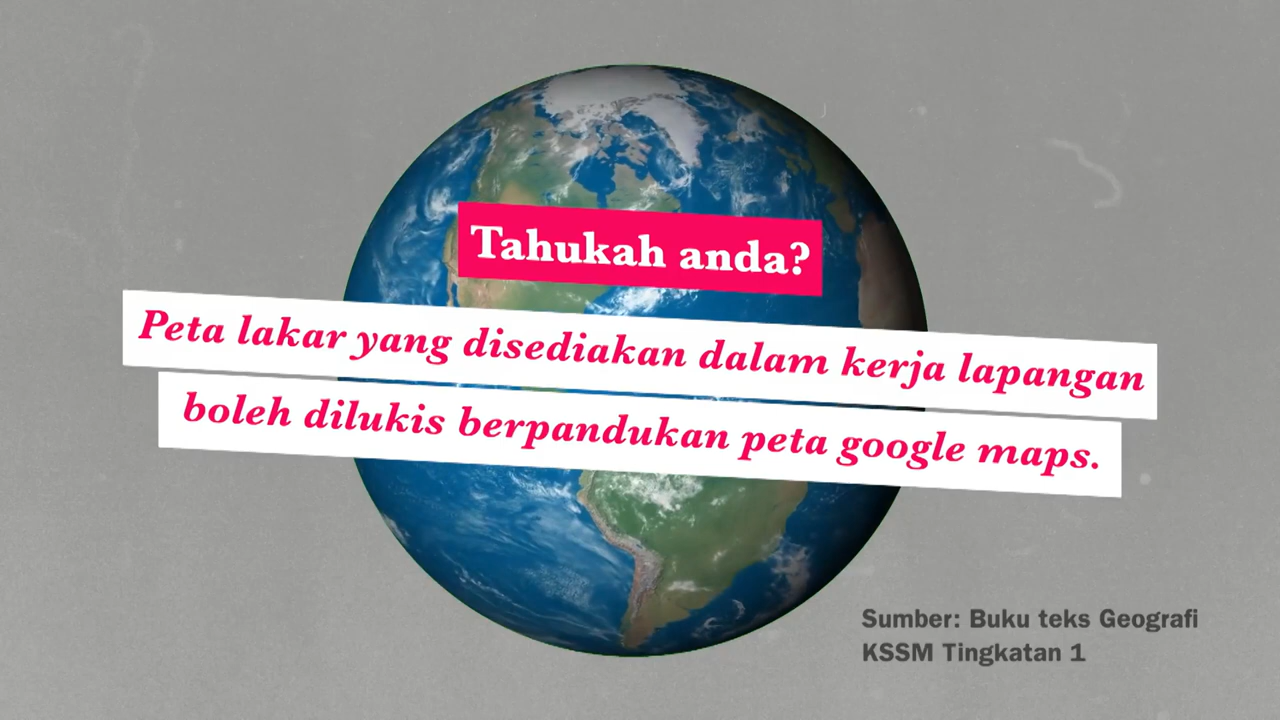 Tahukah anda?
Peta lakar yang disediakan dalam kerja lapangan
boleh dilukis berpandukan peta google maps.
Sumber: Buku teks Geografi
KSSM Tingkatan 1